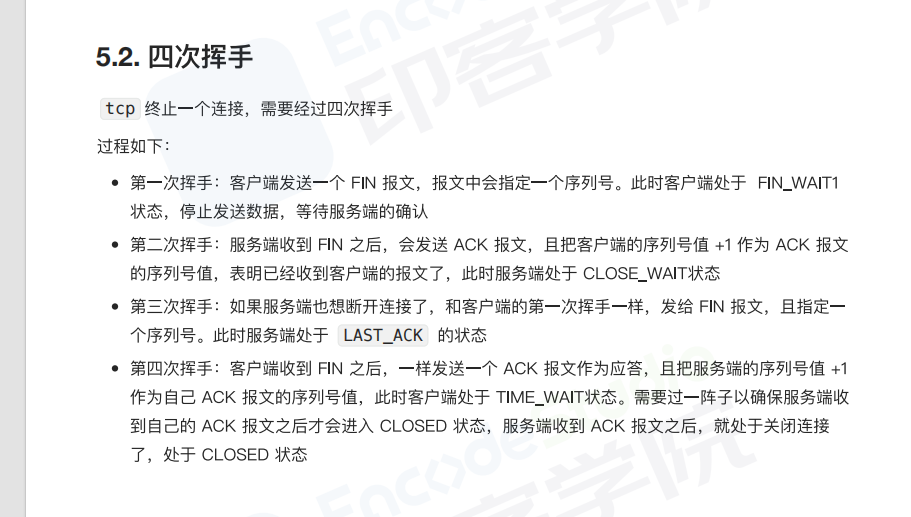 Encode
印客学院
5.2. 四次挥手
tcp 终止一个连接，需要经过四次挥手
过程如下：
• 第一次挥手：客户端发送一个 FIN 报文，报文中会指定一个序列号。此时客户端处于 FIN_WAIT1
状态，停止发送数据，等待服务端的确认
• 第二次挥手：服务端收到 FIN 之后，会发送 ACK 报文，且把客户端的序列号值 +1 作为 ACK 报文
的序列号值，表明已经收到客户端的报文了，此时服务端处于 CLOSE_WAIT状态
• 第三次挥手：如果服务端也想断开连接了，和客户端的第一次挥手一样，发给 FIN 报文，且指定一
个序列号。此时服务端处于 LAST_ACK 的状态
• 第四次挥手：客户端收到 FIN 之后，一样发送一个 ACK 报文作为应答，且把服务端的序列号值 +1
作为自己 ACK 报文的序列号值，此时客户端处于 TIME_WAIT状态。需要过一阵子以确保服务端收
到自己的 ACK 报文之后才会进入 CLOSED 状态，服务端收到 ACK 报文之后，就处于关闭连接
了，处于 CLOSED 状态
Encode Studio
印客学院